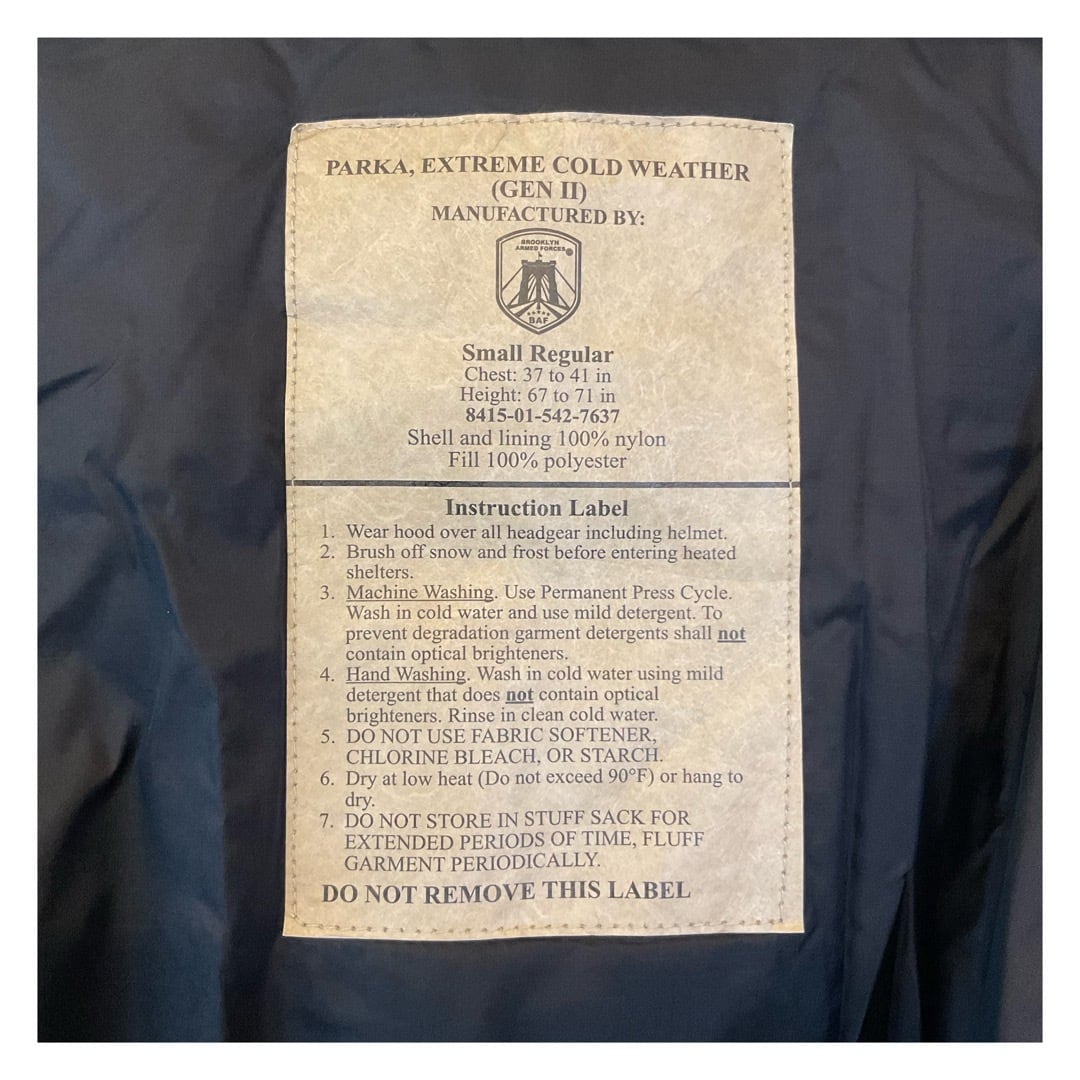 PARKA, EXTREME COLD WEATHER
(GEN II)
MANUFACTURED BY:
BROOKLYN
ARMED FORCES
BAF
Small Regular
Chest: 37 to 41 in
Height: 67 to 71 in
8415-01-542-7637
Shell and lining 100% nylon
Fill 100% polyester
Instruction Label
1. Wear hood over all headgear including helmet.
2. Brush off snow and frost before entering heated
shelters.
3. Machine Washing. Use Permanent Press Cycle.
Wash in cold water and use mild detergent. To
prevent degradation garment detergents shall not
contain optical brighteners.
4. Hand Washing. Wash in cold water using mild
detergent that does not contain optical
brighteners. Rinse in clean cold water.
5. DO NOT USE FABRIC SOFTENER,
CHLORINE BLEACH, OR STARCH.
6. Dry at low heat (Do not exceed 90°F) or hang to
dry.
7. DO NOT STORE IN STUFF SACK FOR
EXTENDED PERIODS OF TIME, FLUFF
GARMENT PERIODICALLY.
DO NOT REMOVE THIS LABEL